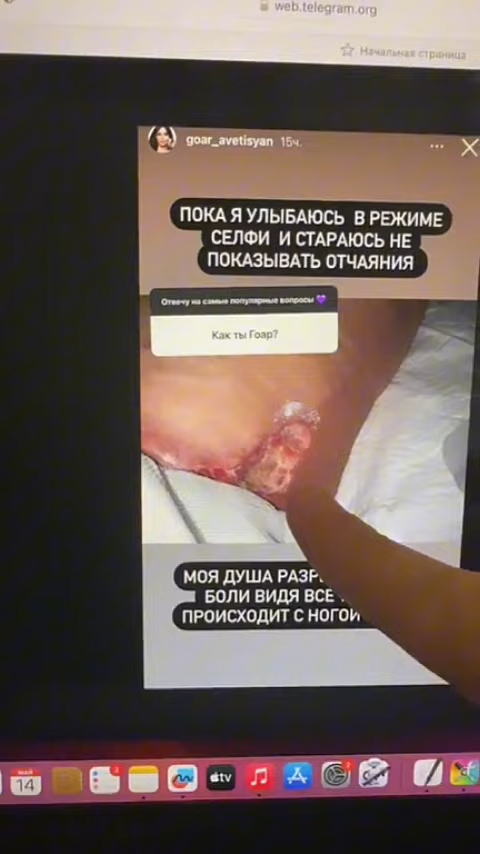 web.telegram.org
Начальная страница
goar_avetisyan 15ч.
ПОКА Я УЛЫБАЮСЬ В РЕЖИМЕ
СЕЛФИ И СТАРАЮСЬ НЕ
ПОКАЗЫВАТЬ ОТЧАЯНИЯ
Отвечу на самые популярные вопросы 💜
Как ты Гоар?
МОЯ ДУША
БОЛИ ВИДЯ ВСЕ
ПРОИСХОДИТ С НОГОЙ
МАЙ
14
tv